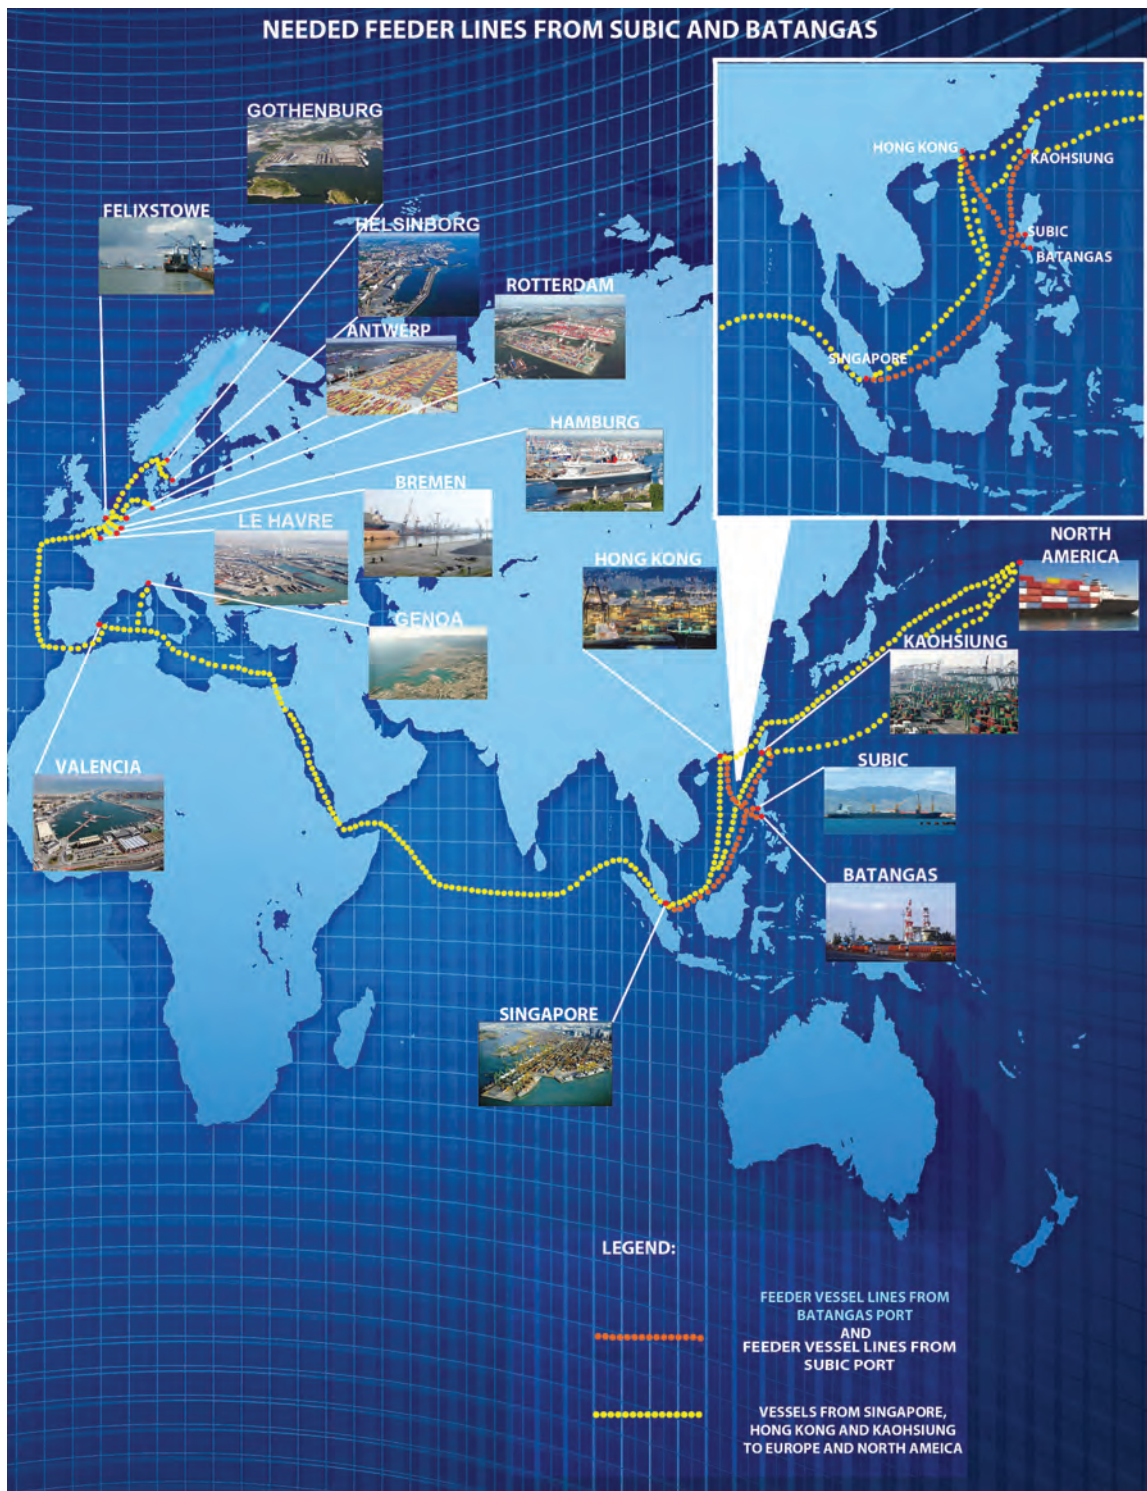 NEEDED FEEDER LINES FROM SUBIC AND BATANGAS
GOTHENBURG
FELIXSTOWE
HELSINBORG
ROTTERDAM
ANTWERP
HAMBURG
BREMEN
LE HAVRE
GENOA
VALENCIA
HONG KONG
KAOHSIUNG
SUBIC
BATANGAS
SINGAPORE
HONG KONG
NORTH
AMERICA
KAOHSIUNG
SUBIC
BATANGAS
SINGAPORE
LEGEND:
FEEDER VESSEL LINES FROM
BATANGAS PORT
AND
FEEDER VESSEL LINES FROM
SUBIC PORT
VESSELS FROM SINGAPORE,
HONG KONG AND KAOHSIUNG
TO EUROPE AND NORTH AMEICA